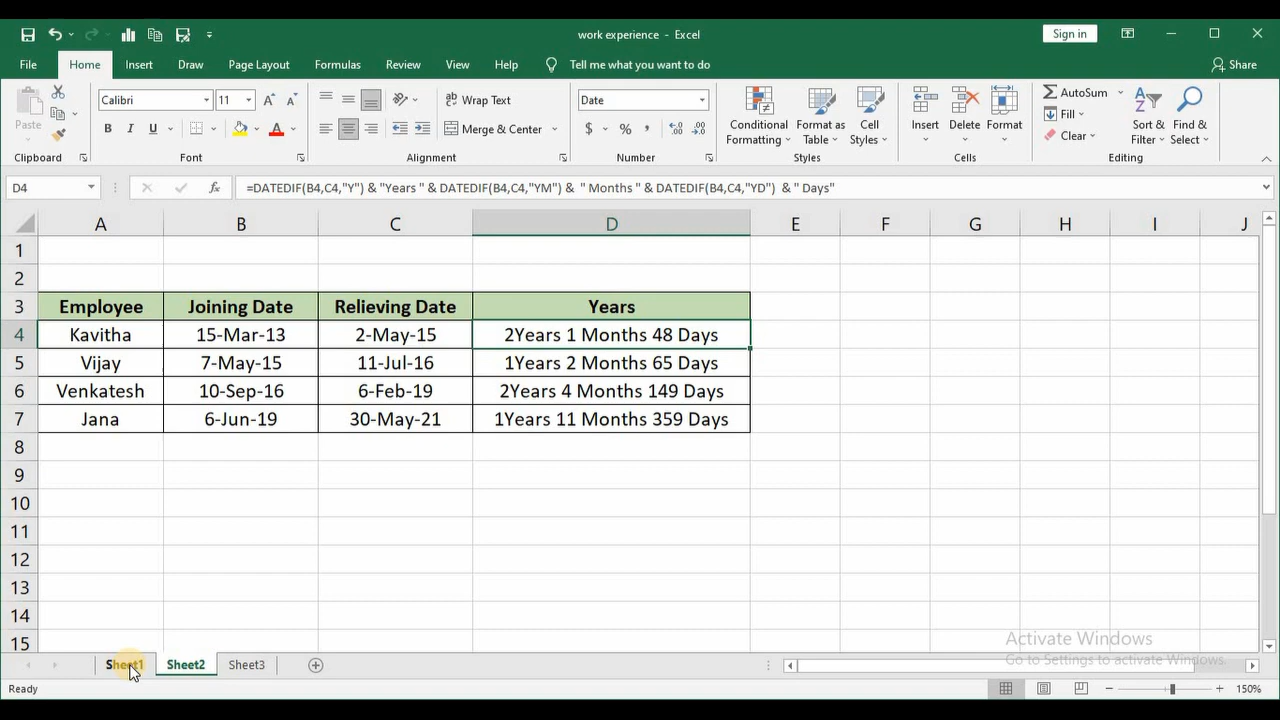 work experience - Excel
Sign in
File Home Insert Draw Page Layout Formulas Review View Help Tell me what you want to do Share
Paste
Calibri 11
B I U
Wrap Text
Merge & Center
Date
$ % ,
Conditional Formatting
Format as Table
Cell Styles
Insert
Delete
Format
AutoSum
Fill
Clear
Sort & Filter
Find & Select
Clipboard Font Alignment Number Styles Cells Editing
D4 fx =DATEDIF(B4,C4,"Y") & "Years " & DATEDIF(B4,C4,"YM") & " Months " & DATEDIF(B4,C4,"YD") & " Days"
A B C D E F G H I J
1
2
3 Employee Joining Date Relieving Date Years
4 Kavitha 15-Mar-13 2-May-15 2Years 1 Months 48 Days
5 Vijay 7-May-15 11-Jul-16 1Years 2 Months 65 Days
6 Venkatesh 10-Sep-16 6-Feb-19 2Years 4 Months 149 Days
7 Jana 6-Jun-19 30-May-21 1Years 11 Months 359 Days
8
9
10
11
12
13
14
15
Activate Windows
Go to Settings to activate Windows.
Sheet1 Sheet2 Sheet3
Ready 150%